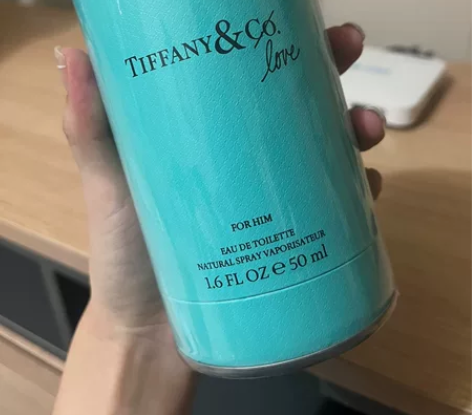 TIFFANY & CO.
love
FOR HIM
EAU DE TOILETTE
NATURAL SPRAY VAPORISATEUR
1.6 FL OZ e 50 ml